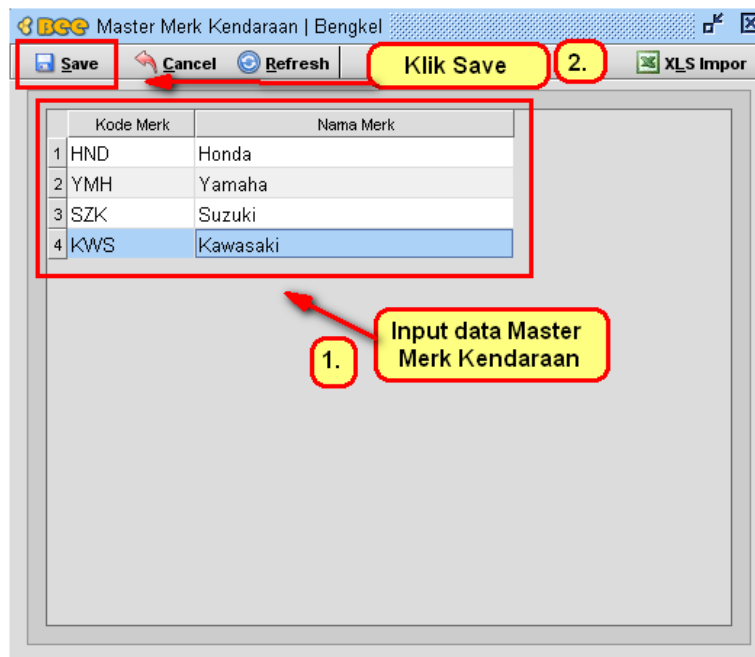 Bee Master Merk Kendaraan | Bengkel
Save Cancel Refresh Klik Save 2. XLS Impor
Kode Merk Nama Merk
1 HND Honda
2 YMH Yamaha
3 SZK Suzuki
4 KWS Kawasaki
Input data Master
1. Merk Kendaraan